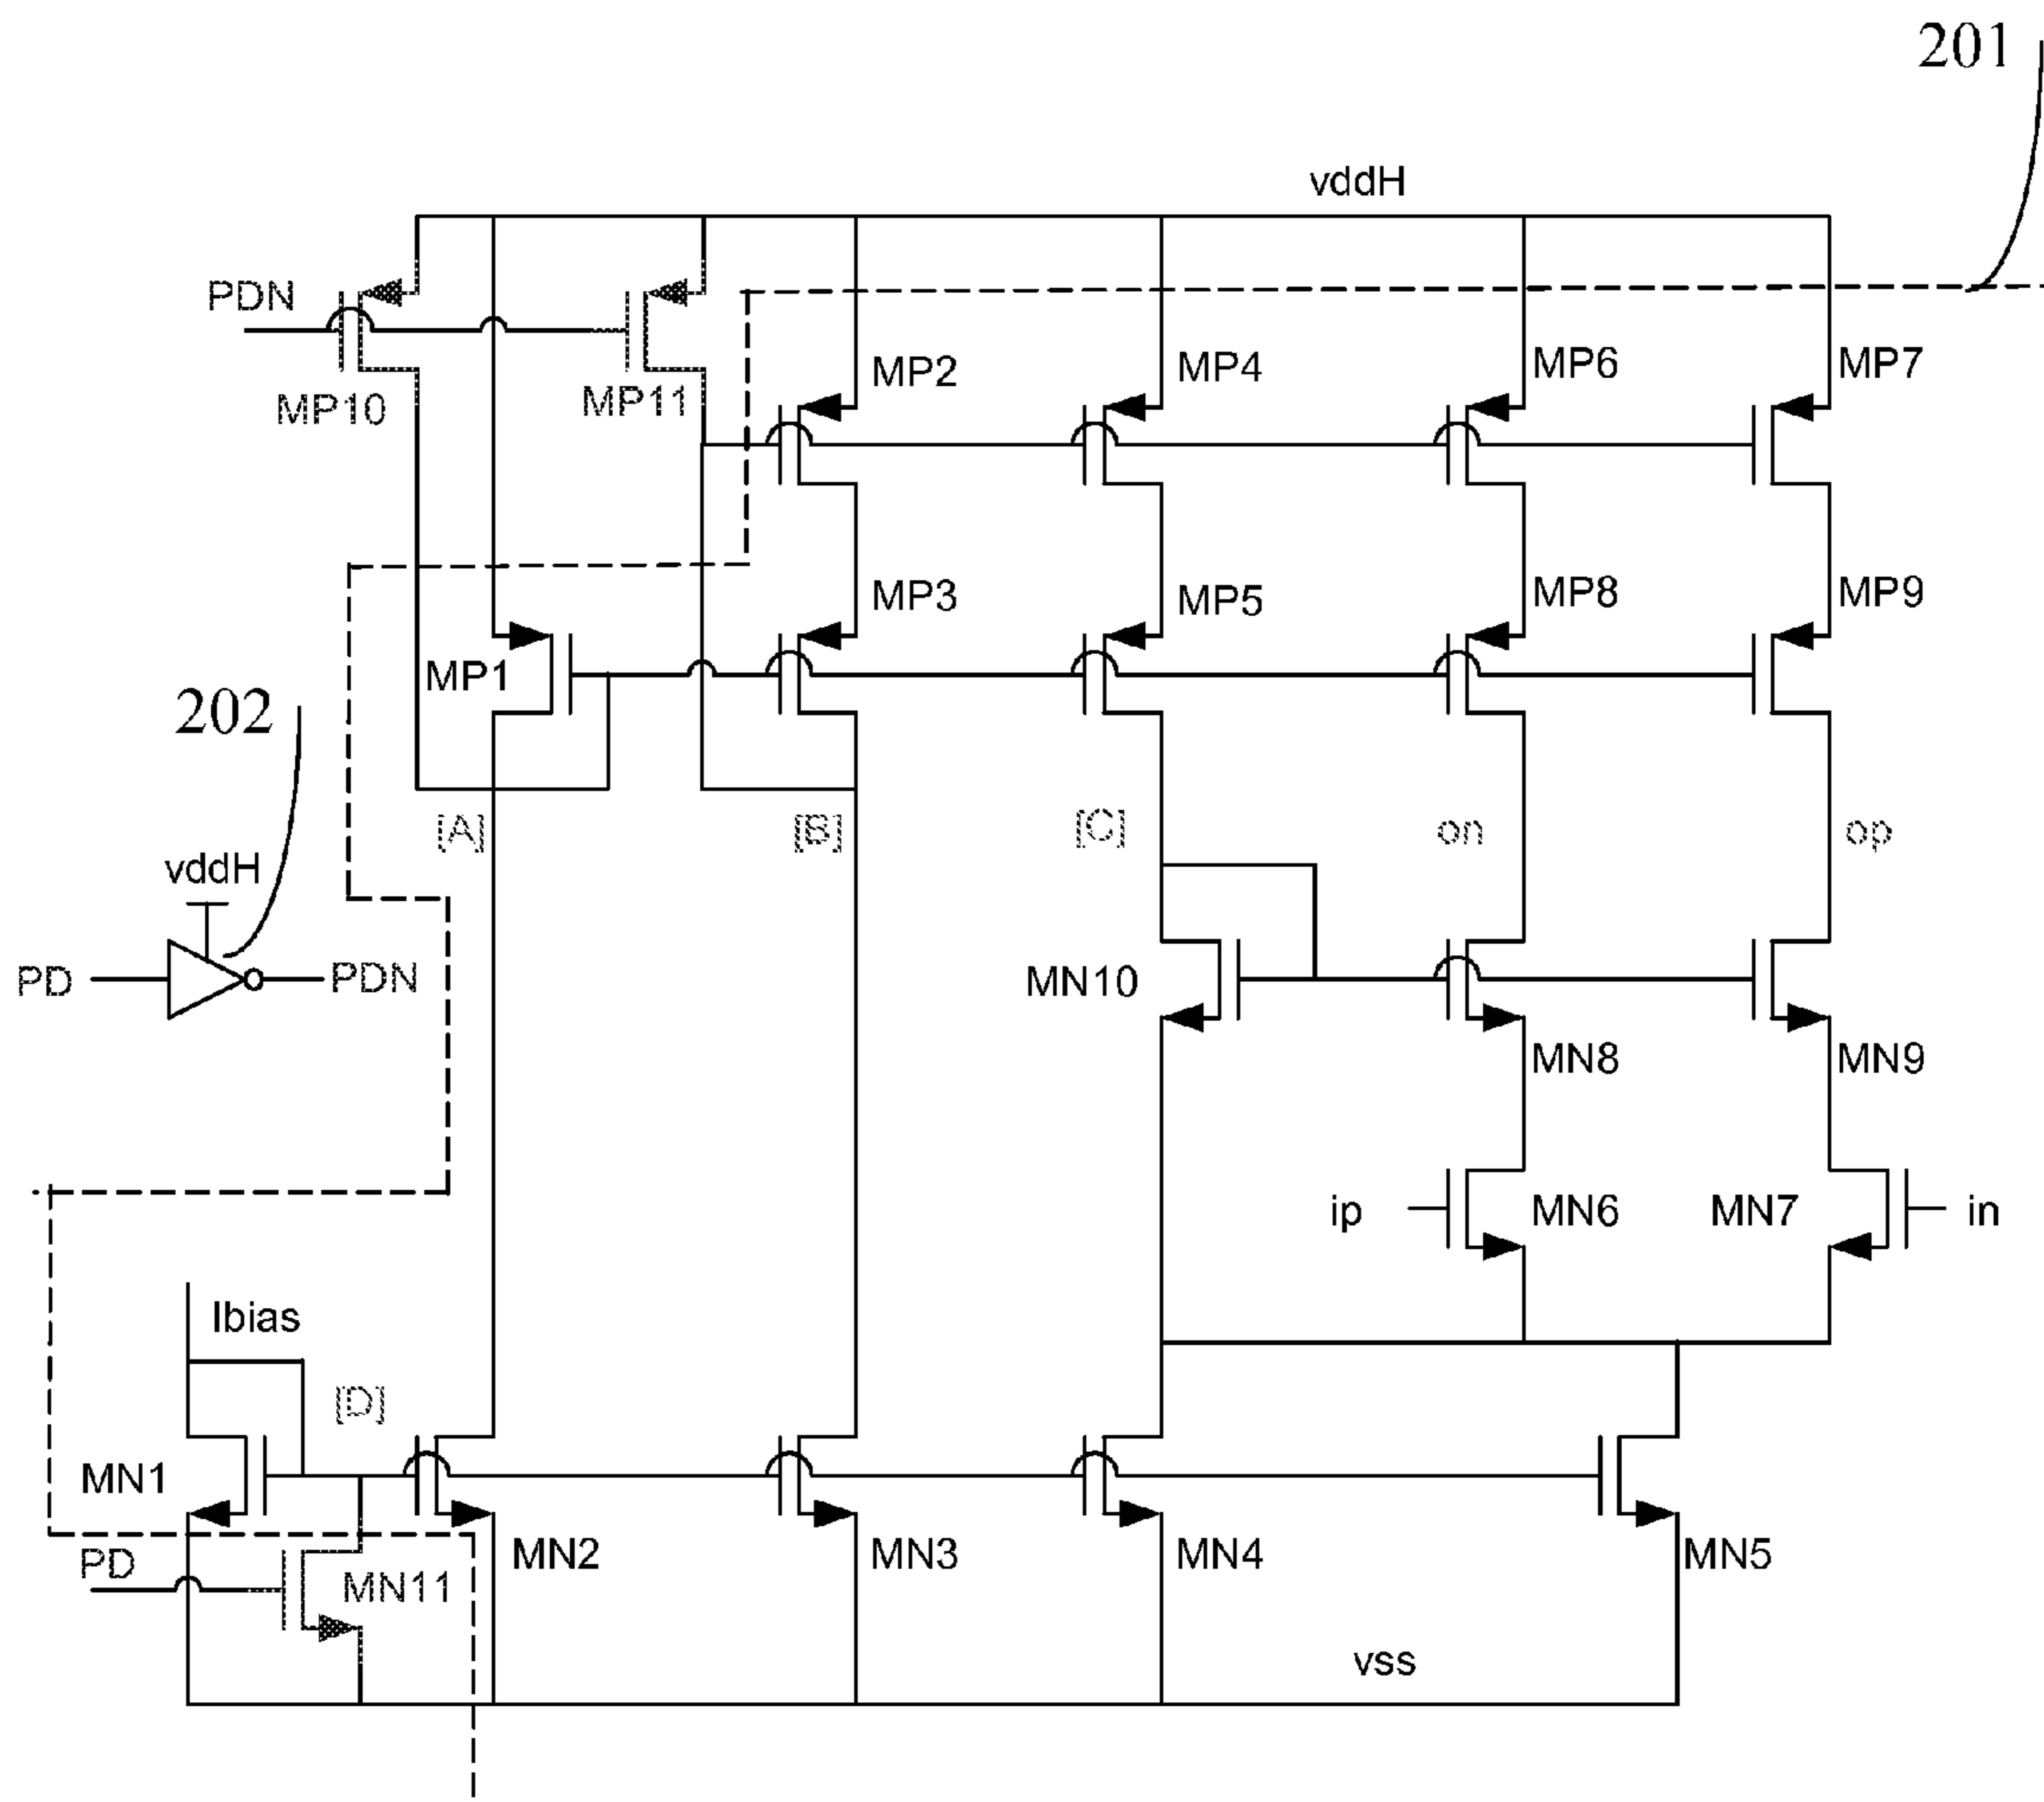 201
vddH
PDN
MP10
MP11
MP2
MP4
MP6
MP7
MP3
MP5
MP8
MP9
MP1
202
[A]
[B]
[C]
on
op
vddH
PD
PDN
MN10
MN8
MN9
ip
MN6
MN7
in
Ibias
[D]
MN1
MN2
MN3
MN4
MN5
PD
MN11
vss